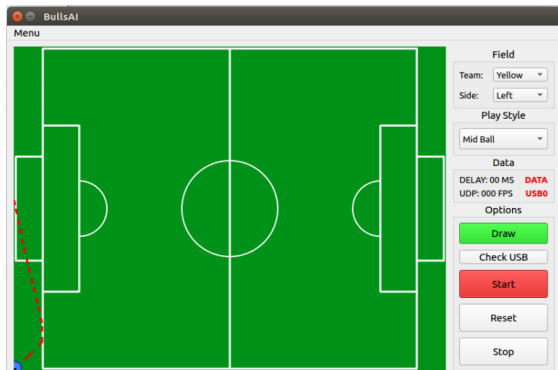 BullsAI
Menu
Field
Team: Yellow
Side: Left
Play Style
Mid Ball
Data
DELAY: 00 MS DATA
UDP: 000 FPS USB0
Options
Draw
Check USB
Start
Reset
Stop